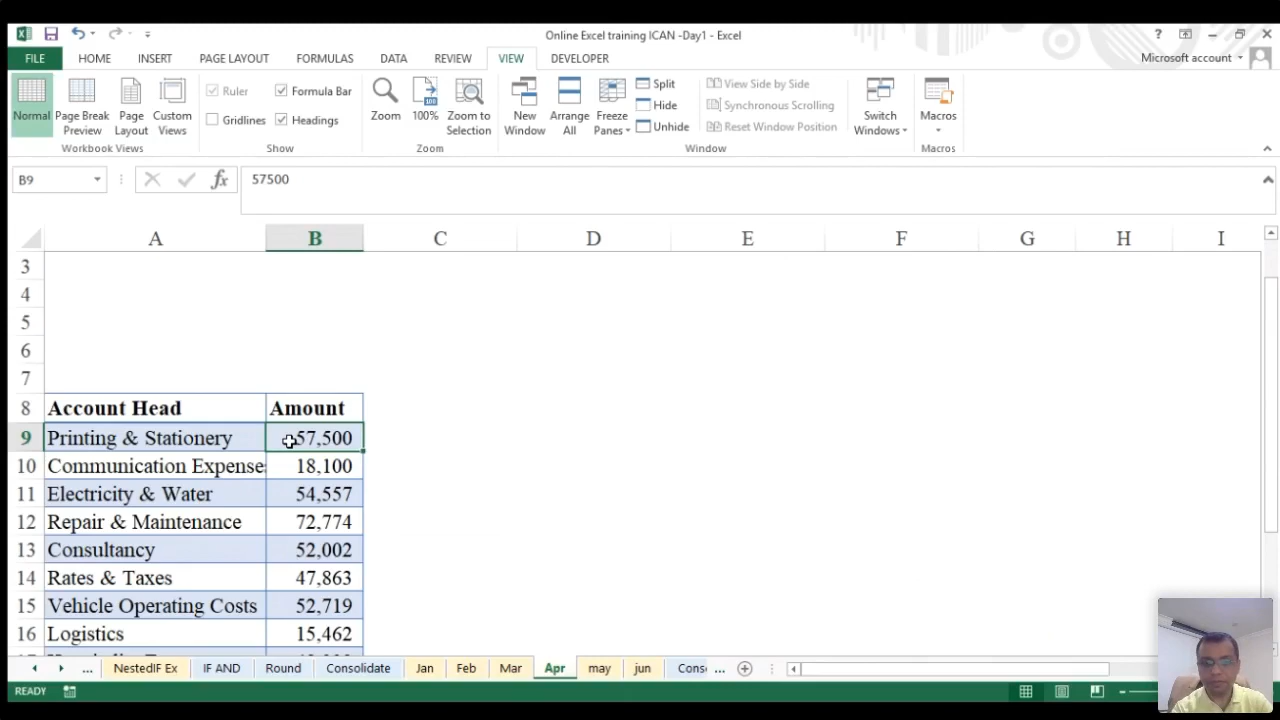 Online Excel training ICAN -Day1 - Excel
FILE HOME INSERT PAGE LAYOUT FORMULAS DATA REVIEW VIEW DEVELOPER Microsoft account
Normal Page Break Preview Page Layout Custom Views
Workbook Views
Ruler Formula Bar
Gridlines Headings
Show
Zoom 100% Zoom to Selection
Zoom
New Window Arrange All Freeze Panes
Split
Hide
Unhide
View Side by Side
Synchronous Scrolling
Reset Window Position
Switch Windows
Window
Macros
Macros
B9 fx 57500
A B C D E F G H I
3
4
5
6
7
8 Account Head Amount
9 Printing & Stationery 57,500
10 Communication Expense 18,100
11 Electricity & Water 54,557
12 Repair & Maintenance 72,774
13 Consultancy 52,002
14 Rates & Taxes 47,863
15 Vehicle Operating Costs 52,719
16 Logistics 15,462
... NestedIF Ex IF AND Round Consolidate Jan Feb Mar Apr may jun Cons ...
READY